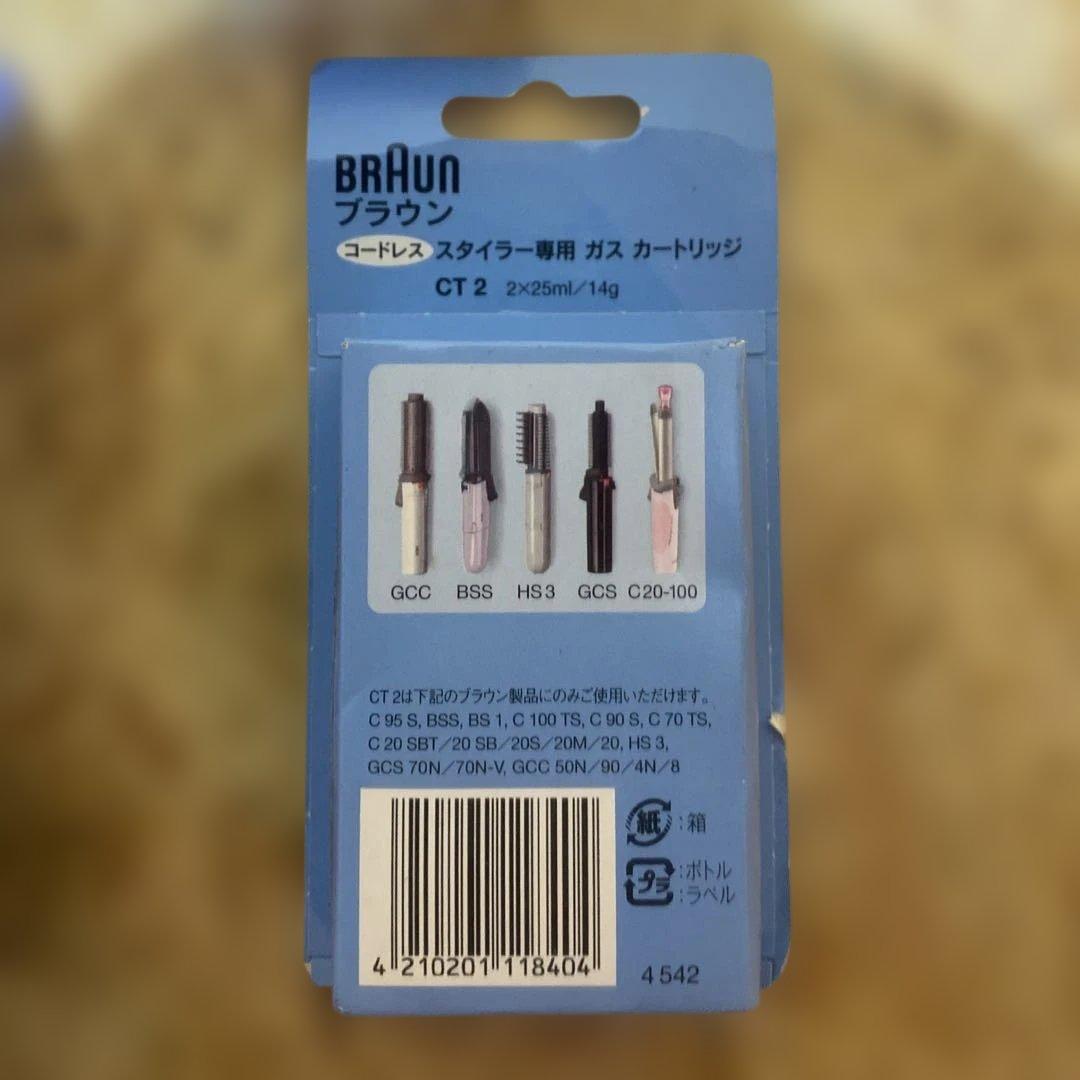 BRAUN
ブラウン
コードレス スタイラー専用 ガス カートリッジ
CT 2 2×25ml／14g
GCC BSS HS3 GCS C20-100
CT 2は下記のブラウン製品にのみご使用いただけます。
C 95 S, BSS, BS 1, C 100 TS, C 90 S, C 70 TS,
C 20 SBT／20 SB／20S／20M／20, HS 3,
GCS 70N／70N-V, GCC 50N／90／4N／8
紙：箱
プラ：ボトル
：ラベル
4 210201 118404
4 542